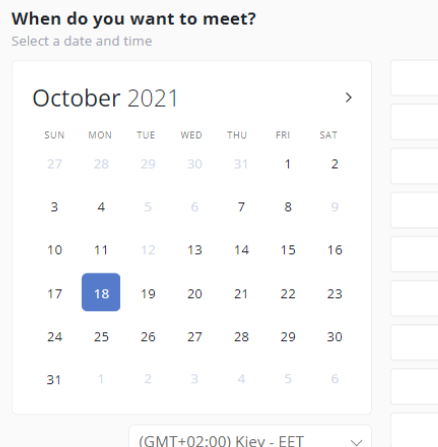 When do you want to meet?
Select a date and time
October 2021
SUN MON TUE WED THU FRI SAT
27 28 29 30 31 1 2
3 4 5 6 7 8 9
10 11 12 13 14 15 16
17 18 19 20 21 22 23
24 25 26 27 28 29 30
31 1 2 3 4 5 6
(GMT+02:00) Kiev - EET